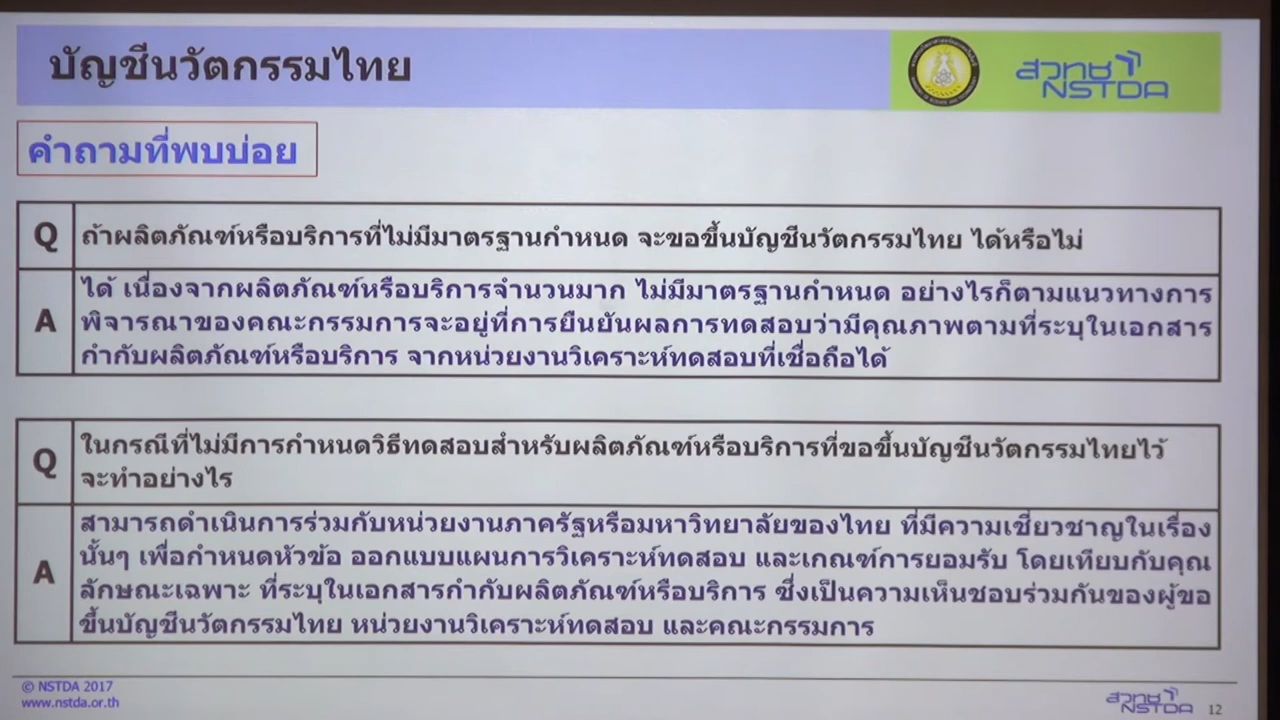 บัญชีนวัตกรรมไทย
สวทช
NSTDA
คำถามที่พบบ่อย
Q ถ้าผลิตภัณฑ์หรือบริการที่ไม่มีมาตรฐานกำหนด จะขอขึ้นบัญชีนวัตกรรมไทย ได้หรือไม่
A ได้ เนื่องจากผลิตภัณฑ์หรือบริการจำนวนมาก ไม่มีมาตรฐานกำหนด อย่างไรก็ตามแนวทางการ
พิจารณาของคณะกรรมการจะอยู่ที่การยืนยันผลการทดสอบว่ามีคุณภาพตามที่ระบุในเอกสาร
กำกับผลิตภัณฑ์หรือบริการ จากหน่วยงานวิเคราะห์ทดสอบที่เชื่อถือได้
Q ในกรณีที่ไม่มีการกำหนดวิธีทดสอบสำหรับผลิตภัณฑ์หรือบริการที่ขอขึ้นบัญชีนวัตกรรมไทยไว้
จะทำอย่างไร
A สามารถดำเนินการร่วมกับหน่วยงานภาครัฐหรือมหาวิทยาลัยของไทย ที่มีความเชี่ยวชาญในเรื่อง
นั้นๆ เพื่อกำหนดหัวข้อ ออกแบบแผนการวิเคราะห์ทดสอบ และเกณฑ์การยอมรับ โดยเทียบกับคุณ
ลักษณะเฉพาะ ที่ระบุในเอกสารกำกับผลิตภัณฑ์หรือบริการ ซึ่งเป็นความเห็นชอบร่วมกันของผู้ขอ
ขึ้นบัญชีนวัตกรรมไทย หน่วยงานวิเคราะห์ทดสอบ และคณะกรรมการ
© NSTDA 2017
www.nstda.or.th
สวทช
NSTDA
12